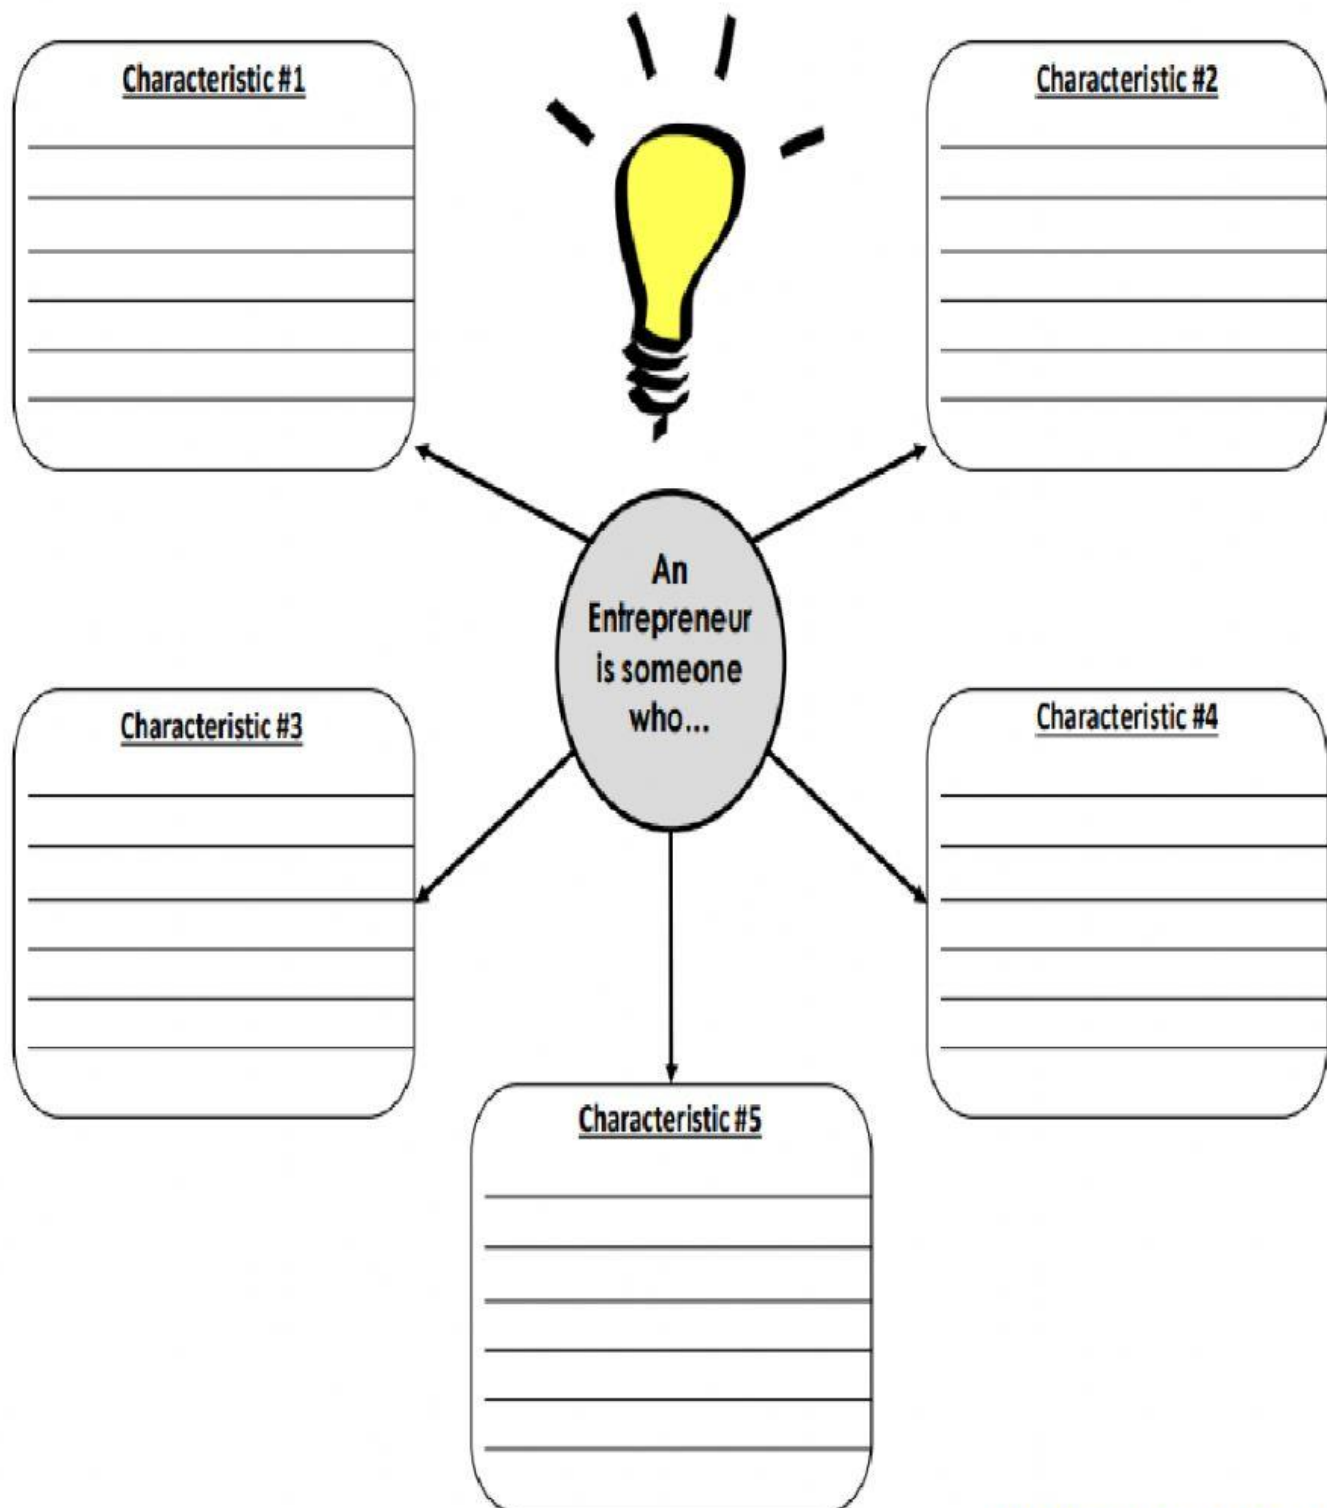 Characteristic #1
Characteristic #2
An
Entrepreneur
is someone
who...
Characteristic #3
Characteristic #4
Characteristic #5